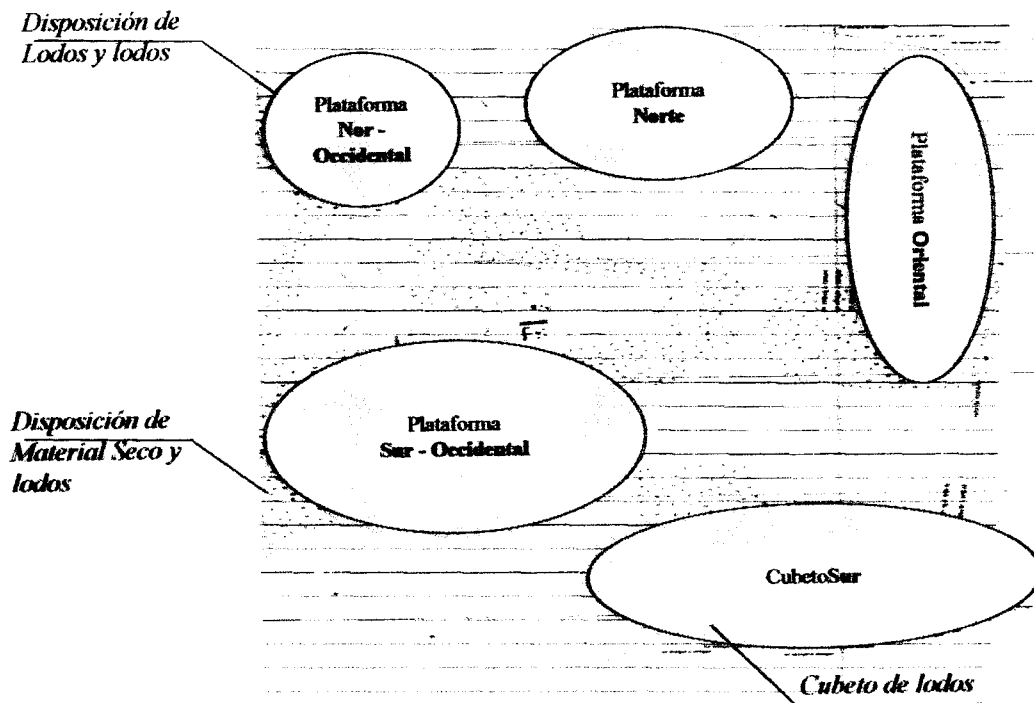 Disposición de
Lodos y lodos
Plataforma
Nor -
Occidental
Plataforma
Norte
Plataforma Oriental
Disposición de
Material Seco y
lodos
Plataforma
Sur - Occidental
CubetoSur
Cubeto de lodos